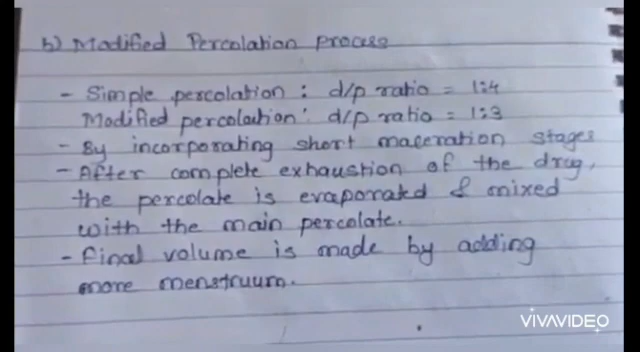 b) Modified Percolation process
- Simple percolation : d/p ratio = 1:4
Modified percolation: d/p ratio = 1:3
- By incorporating short maceration stages
- After complete exhaustion of the drug,
the percolate is evaporated & mixed
with the main percolate.
- Final volume is made by adding
more menstruum.
VIVAVIDEO